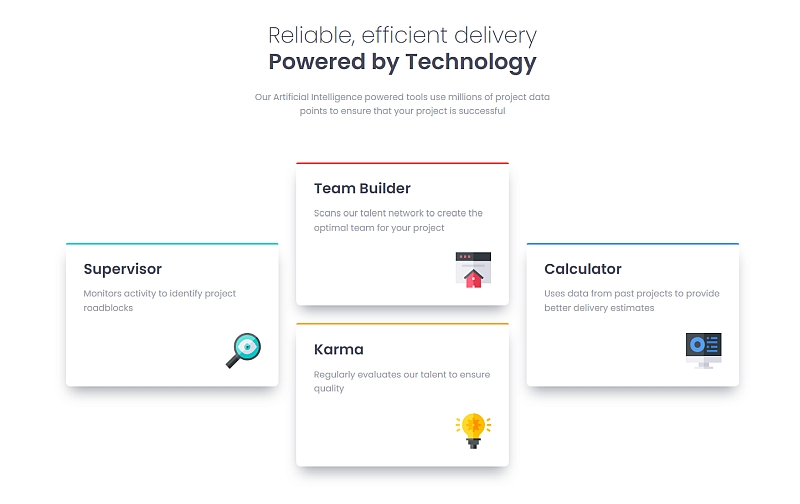 Reliable, efficient delivery
Powered by Technology
Our Artificial Intelligence powered tools use millions of project data
points to ensure that your project is successful
Supervisor
Monitors activity to identify project
roadblocks
Team Builder
Scans our talent network to create the
optimal team for your project
Karma
Regularly evaluates our talent to ensure
quality
Calculator
Uses data from past projects to provide
better delivery estimates